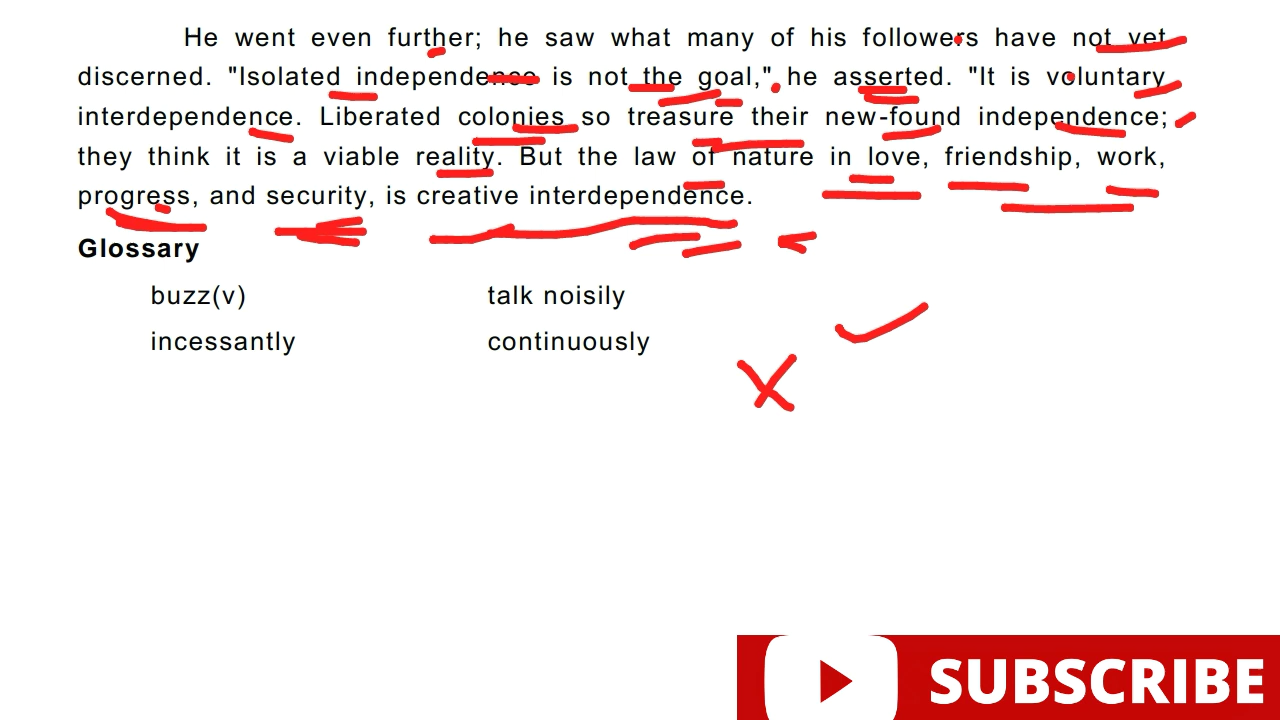 He went even further; he saw what many of his followers have not yet
discerned. "Isolated independence is not the goal," he asserted. "It is voluntary
interdependence. Liberated colonies so treasure their new-found independence;
they think it is a viable reality. But the law of nature in love, friendship, work,
progress, and security, is creative interdependence.
Glossary
buzz(v) talk noisily
incessantly continuously
SUBSCRIBE